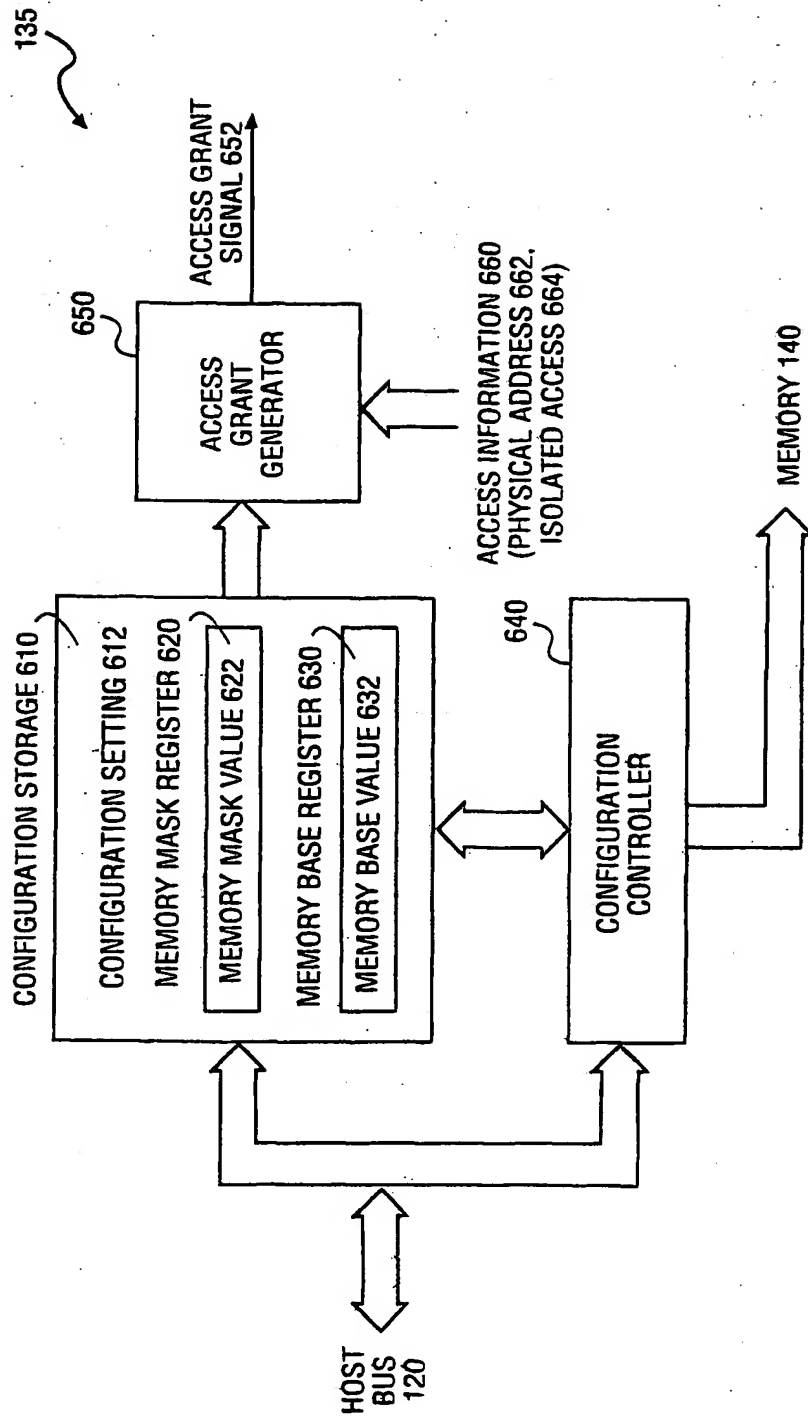 135
CONFIGURATION STORAGE 610
CONFIGURATION SETTING 612
MEMORY MASK REGISTER 620
MEMORY MASK VALUE 622
MEMORY BASE REGISTER 630
MEMORY BASE VALUE 632
650
ACCESS
GRANT
GENERATOR
ACCESS GRANT
SIGNAL 652
ACCESS INFORMATION 660
(PHYSICAL ADDRESS 662,
ISOLATED ACCESS 664)
HOST
BUS
120
640
CONFIGURATION
CONTROLLER
MEMORY 140